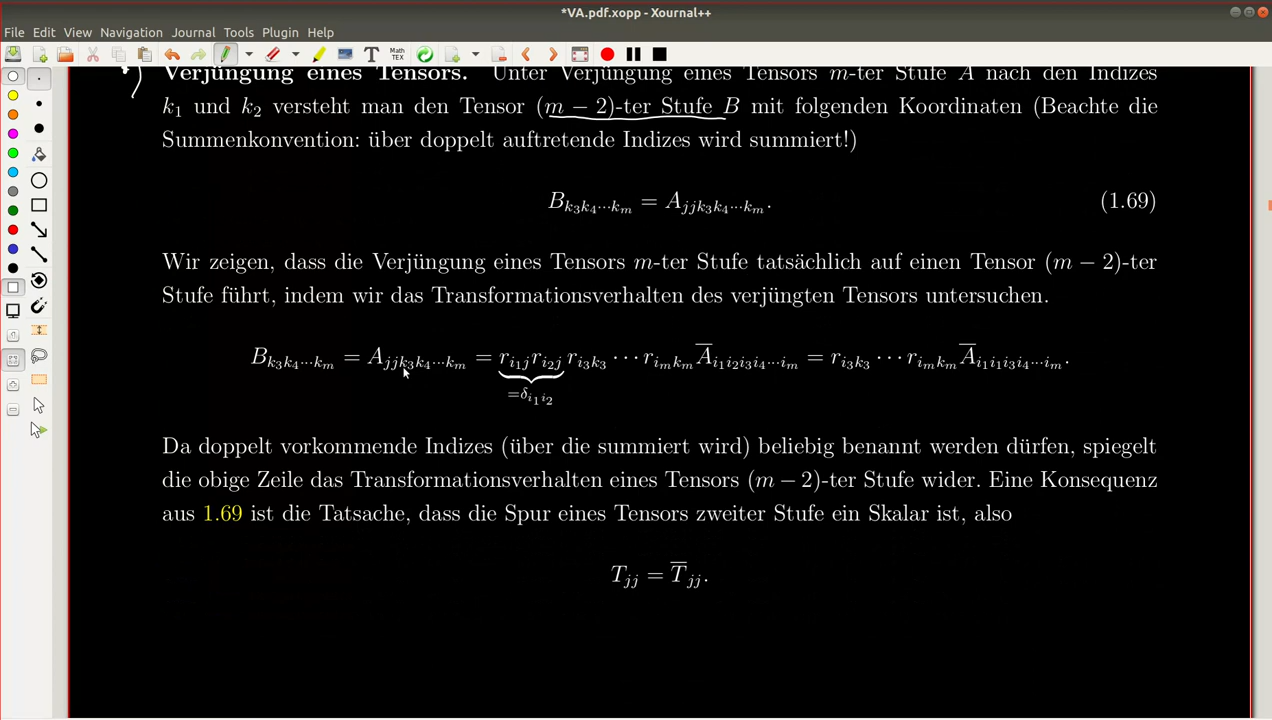 *VA.pdf.xopp - Xournal++
File Edit View Navigation Journal Tools Plugin Help
Verjüngung eines Tensors. Unter Verjüngung eines Tensors m-ter Stufe A nach den Indizes
k₁ und k₂ versteht man den Tensor (m − 2)-ter Stufe B mit folgenden Koordinaten (Beachte die
Summenkonvention: über doppelt auftretende Indizes wird summiert!)
B_{k₃k₄···k_m} = A_{jjk₃k₄···k_m}. (1.69)
Wir zeigen, dass die Verjüngung eines Tensors m-ter Stufe tatsächlich auf einen Tensor (m − 2)-ter
Stufe führt, indem wir das Transformationsverhalten des verjüngten Tensors untersuchen.
B_{k₃k₄···k_m} = A_{jjk₃k₄···k_m} = r_{i₁j}r_{i₂j} r_{i₃k₃} ··· r_{i_mk_m} A̅_{i₁i₂i₃i₄···i_m} = r_{i₃k₃} ··· r_{i_mk_m} A̅_{i₁i₁i₃i₄···i_m}.
=δ_{i₁i₂}
Da doppelt vorkommende Indizes (über die summiert wird) beliebig benannt werden dürfen, spiegelt
die obige Zeile das Transformationsverhalten eines Tensors (m − 2)-ter Stufe wider. Eine Konsequenz
aus 1.69 ist die Tatsache, dass die Spur eines Tensors zweiter Stufe ein Skalar ist, also
T_{jj} = T̅_{jj}.